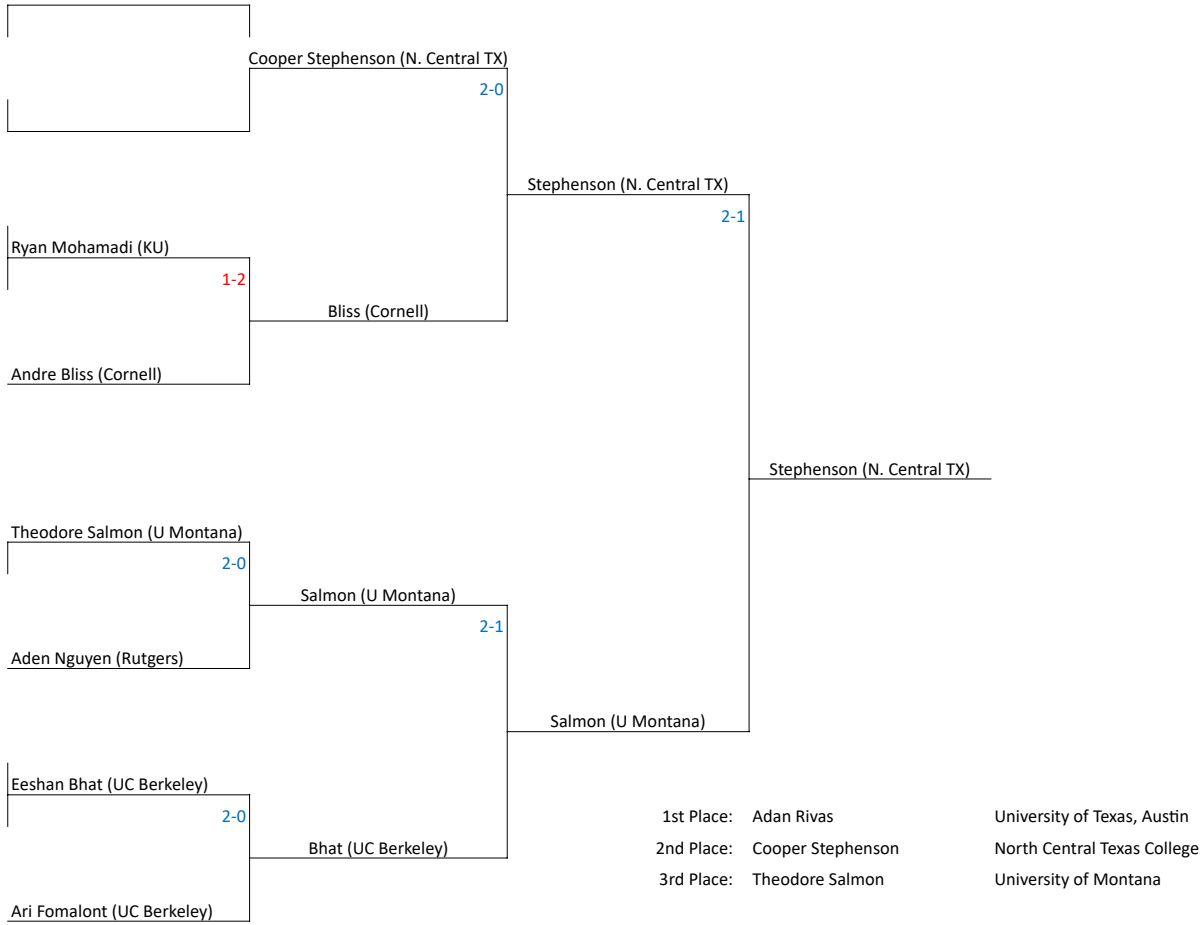 Cooper Stephenson (N. Central TX)
2-0
Stephenson (N. Central TX)
2-1
Ryan Mohamadi (KU)
1-2
Bliss (Cornell)
Andre Bliss (Cornell)
Stephenson (N. Central TX)
Theodore Salmon (U Montana)
2-0
Salmon (U Montana)
2-1
Aden Nguyen (Rutgers)
Salmon (U Montana)
Eeshan Bhat (UC Berkeley)
2-0
Bhat (UC Berkeley)
Ari Fomalont (UC Berkeley)
1st Place: Adan Rivas University of Texas, Austin
2nd Place: Cooper Stephenson North Central Texas College
3rd Place: Theodore Salmon University of Montana